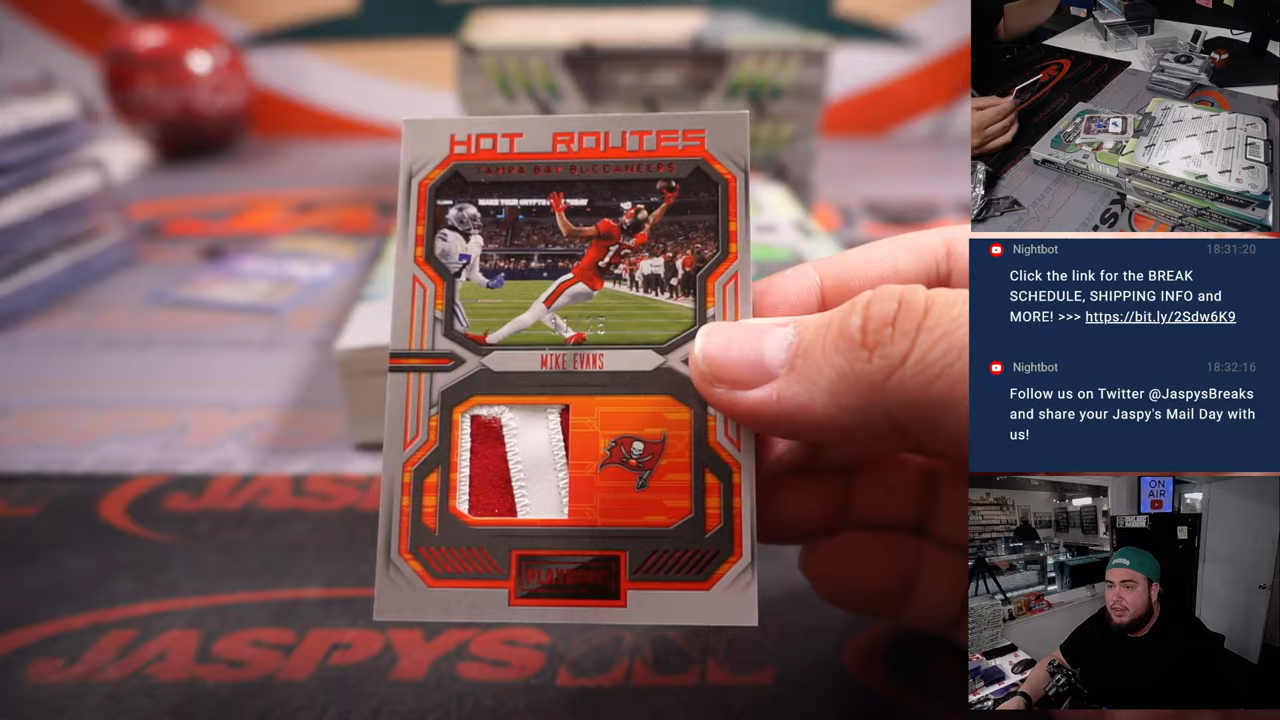 HOT ROUTES
TAMPA BAY BUCCANEERS
MIKE EVANS
PLAYBOOK
JASPYS
JASPYS
Nightbot 18:31:20
Click the link for the BREAK
SCHEDULE, SHIPPING INFO and
MORE! >>> https://bit.ly/2Sdw6K9
Nightbot 18:32:16
Follow us on Twitter @JaspysBreaks
and share your Jaspy's Mail Day with
us!
ON
AIR